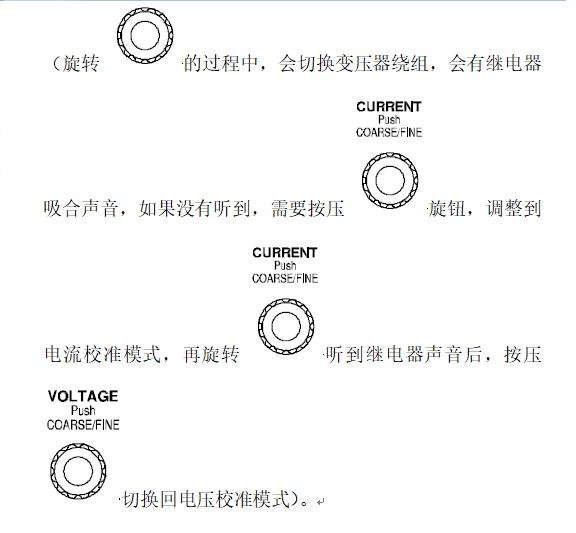 （旋转 的过程中，会切换变压器绕组，会有继电器
CURRENT
Push
COARSE/FINE
吸合声音，如果没有听到，需要按压 旋钮，调整到
CURRENT
Push
COARSE/FINE
电流校准模式，再旋转 听到继电器声音后，按压
VOLTAGE
Push
COARSE/FINE
切换回电压校准模式）。